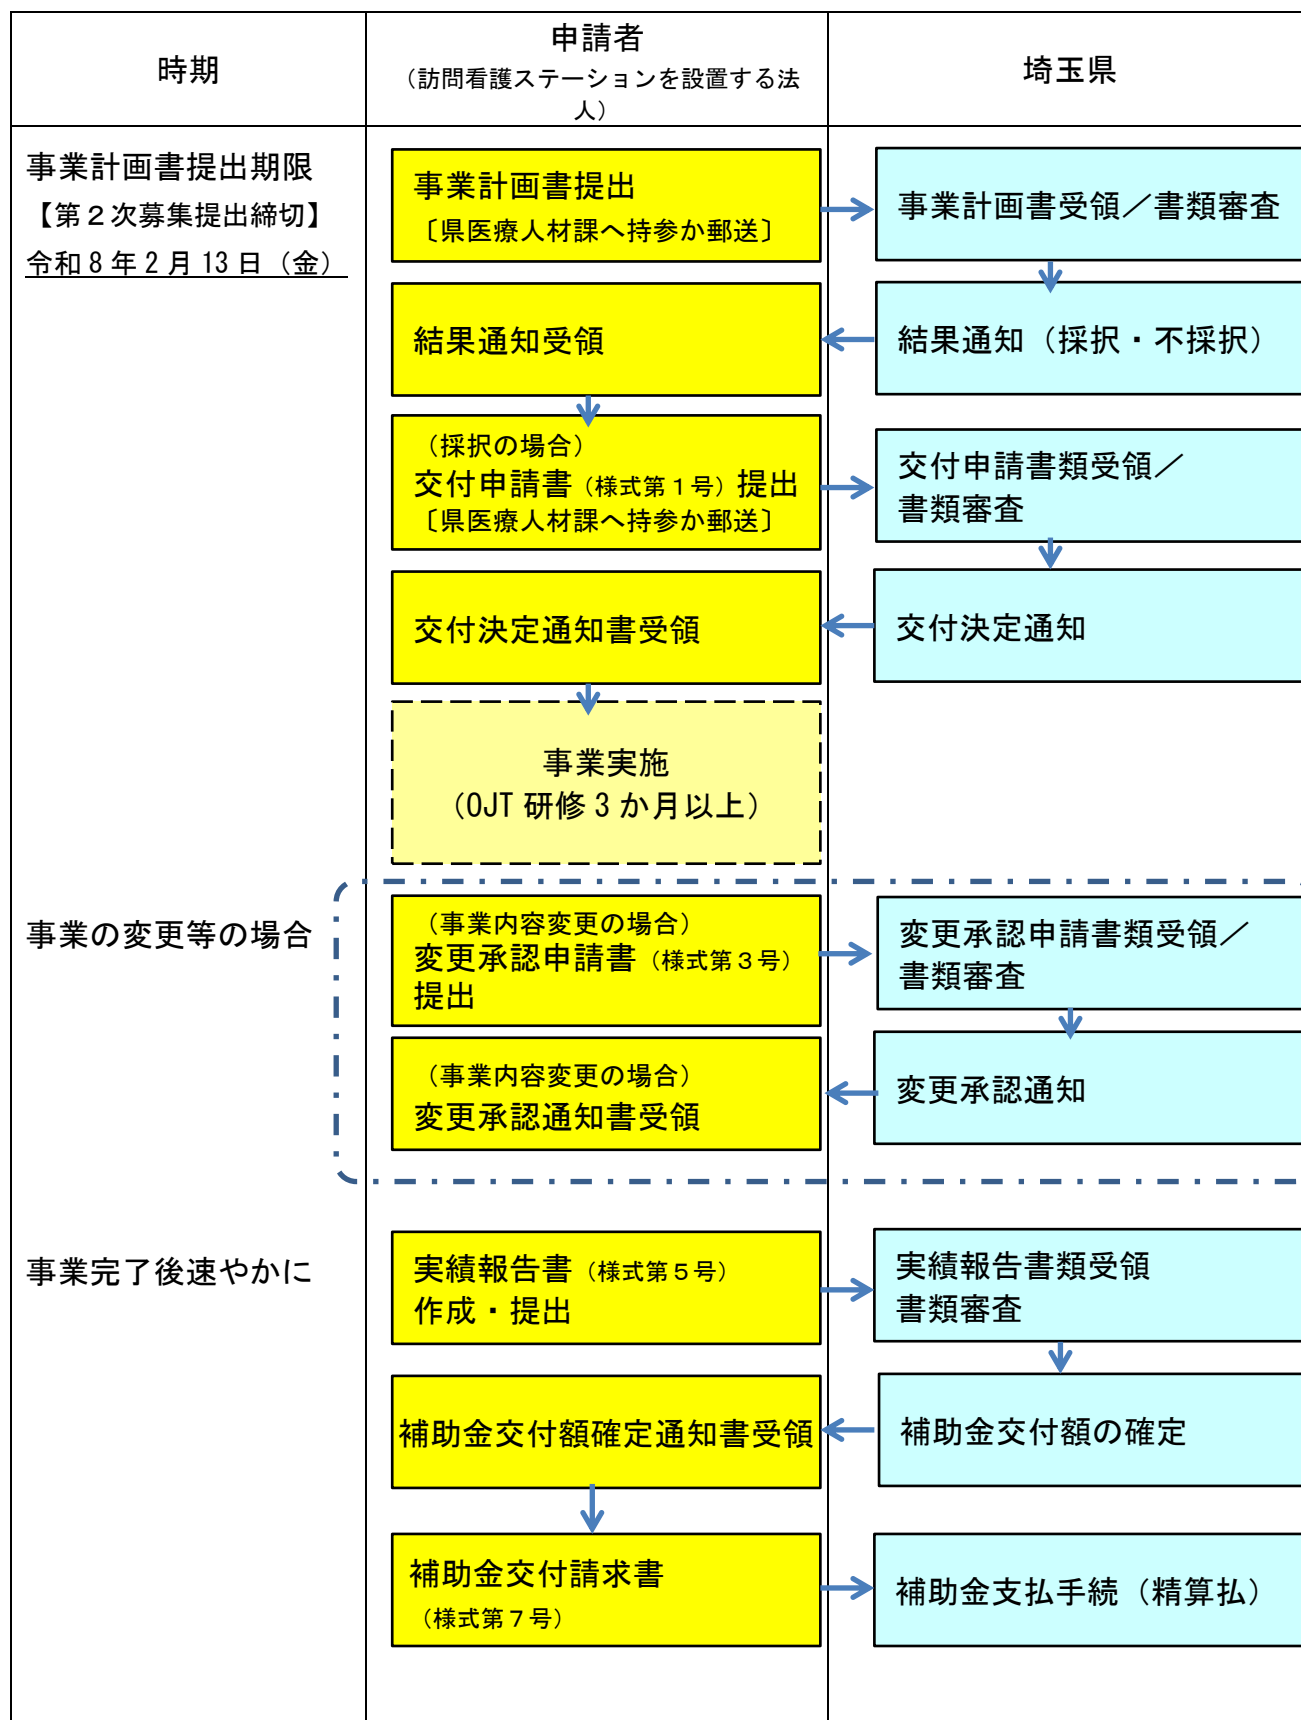 時期
申請者
（訪問看護ステーションを設置する法
人）
埼玉県
事業計画書提出期限
【第２次募集提出締切】
令和8年2月13日（金）
事業計画書提出
〔県医療人材課へ持参か郵送〕
事業計画書受領／書類審査
結果通知受領
結果通知（採択・不採択）
（採択の場合）
交付申請書（様式第１号）提出
〔県医療人材課へ持参か郵送〕
交付申請書類受領／
書類審査
交付決定通知書受領
交付決定通知
事業実施
（OJT研修3か月以上）
事業の変更等の場合
（事業内容変更の場合）
変更承認申請書（様式第３号）
提出
変更承認申請書類受領／
書類審査
（事業内容変更の場合）
変更承認通知書受領
変更承認通知
事業完了後速やかに
実績報告書（様式第５号）
作成・提出
実績報告書類受領
書類審査
補助金交付額確定通知書受領
補助金交付額の確定
補助金交付請求書
（様式第７号）
補助金支払手続（精算払）